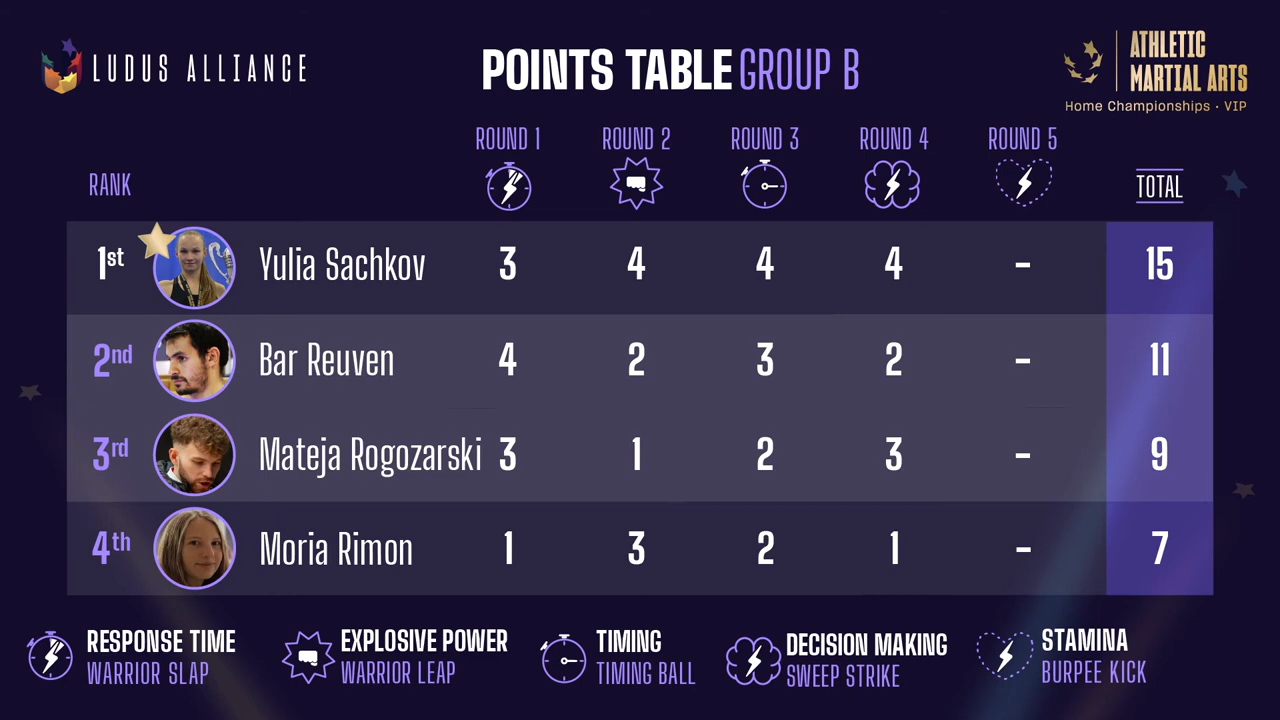 LUDUS ALLIANCE
POINTS TABLE GROUP B
ATHLETIC
MARTIAL ARTS
Home Championships · VIP
ROUND 1 ROUND 2 ROUND 3 ROUND 4 ROUND 5
RANK TOTAL
1st Yulia Sachkov 3 4 4 4 - 15
2nd Bar Reuven 4 2 3 2 - 11
3rd Mateja Rogozarski 3 1 2 3 - 9
4th Moria Rimon 1 3 2 1 - 7
RESPONSE TIME
WARRIOR SLAP
EXPLOSIVE POWER
WARRIOR LEAP
TIMING
TIMING BALL
DECISION MAKING
SWEEP STRIKE
STAMINA
BURPEE KICK